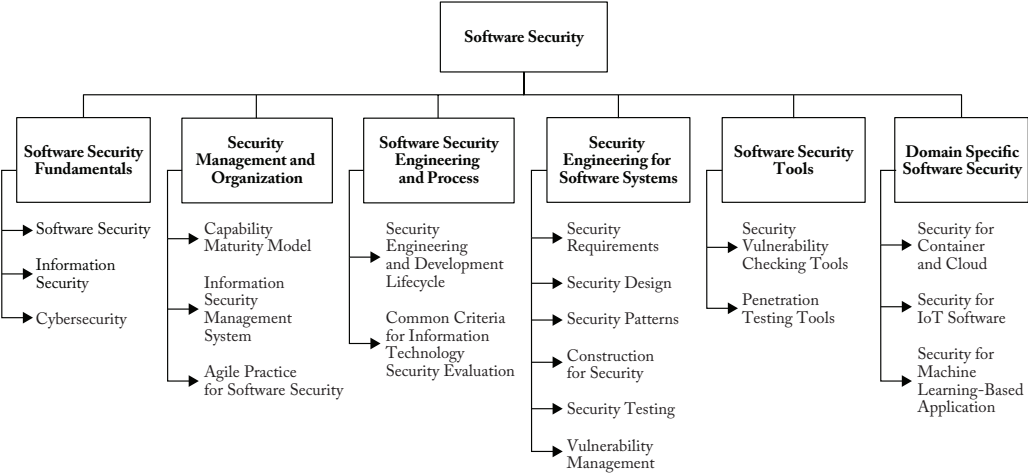 Software Security
Software Security
Fundamentals
Software Security
Information
Security
Cybersecurity
Security
Management and
Organization
Capability
Maturity Model
Information
Security
Management
System
Agile Practice
for Software Security
Software Security
Engineering
and Process
Security
Engineering
and Development
Lifecycle
Common Criteria
for Information
Technology
Security Evaluation
Security
Engineering for
Software Systems
Security
Requirements
Security Design
Security Patterns
Construction
for Security
Security Testing
Vulnerability
Management
Software Security
Tools
Security
Vulnerability
Checking Tools
Penetration
Testing Tools
Domain Specific
Software Security
Security for
Container
and Cloud
Security for
IoT Software
Security for
Machine
Learning-Based
Application